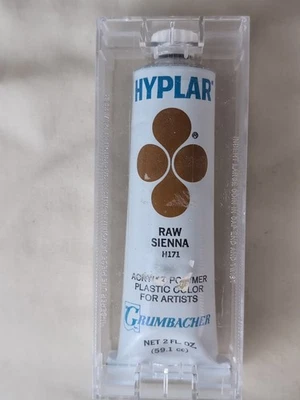 HYPLAR
®
RAW
SIENNA
H171
ACRYLIC POLYMER
PLASTIC COLOR
FOR ARTISTS
GRUMBACHER
NET 2 FL. OZ.
(59.1 cc)